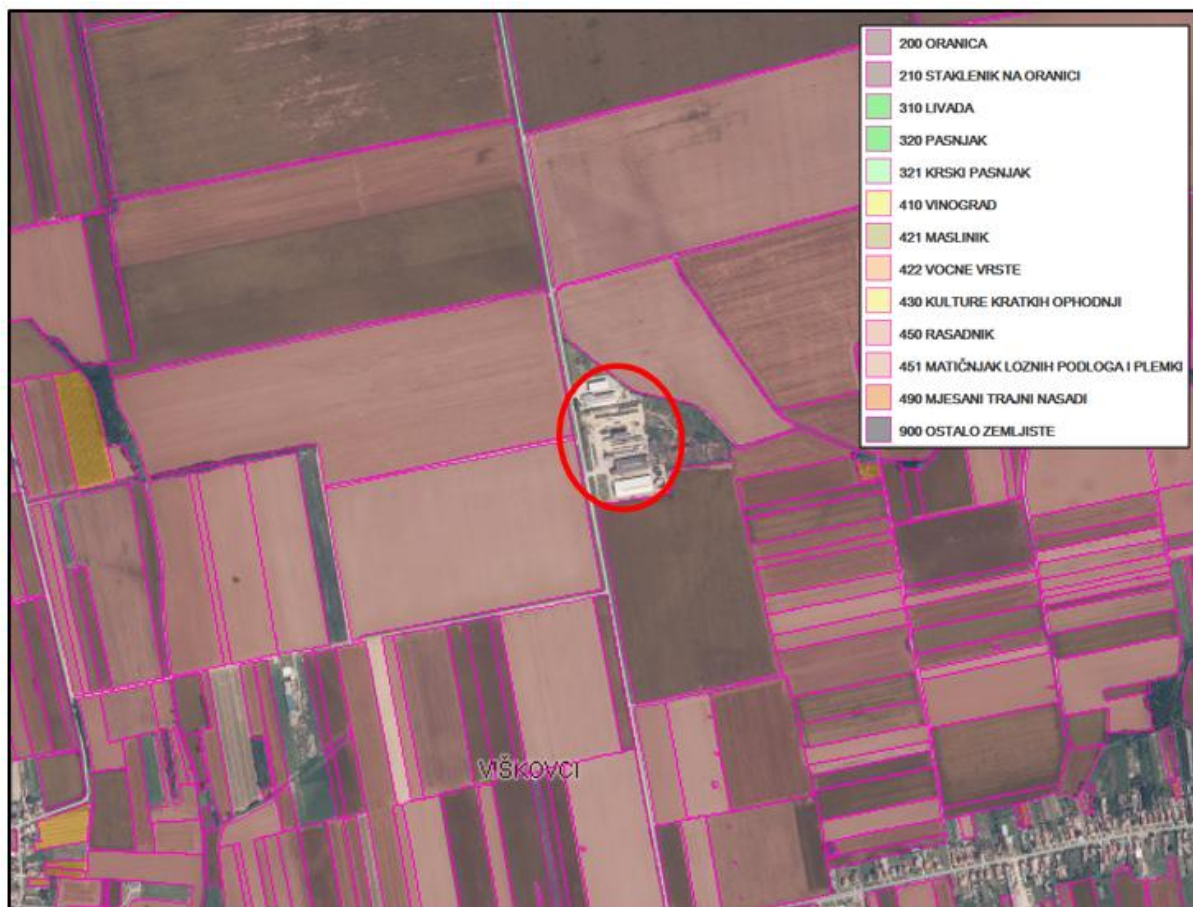 200 ORANICA
210 STAKLENIK NA ORANICI
310 LIVADA
320 PASNJAK
321 KRSKI PASNJAK
410 VINOGRAD
421 MASLINIK
422 VOCNE VRSTE
430 KULTURE KRATKIH OPHODNJI
450 RASADNIK
451 MATIČNJAK LOZNIH PODLOGA I PLEMKI
490 MJESANI TRAJNI NASADI
900 OSTALO ZEMLJISTE
VIŠKOVCI